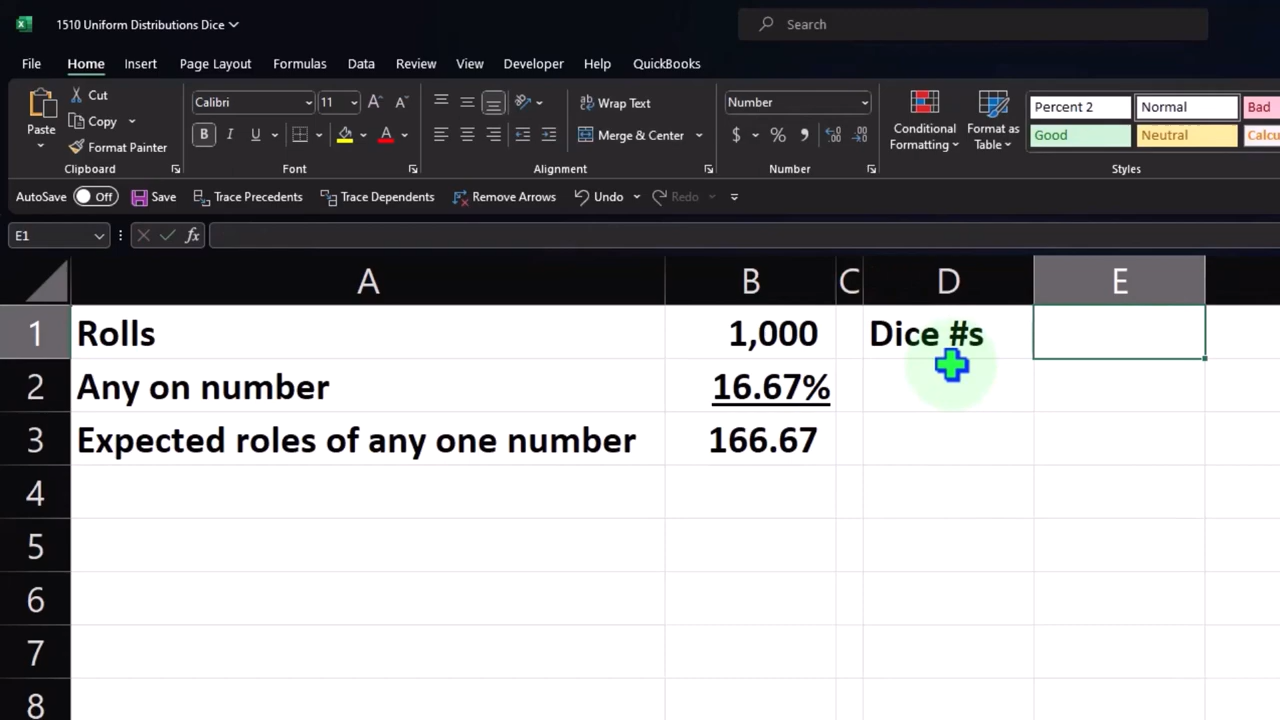 1510 Uniform Distributions Dice
Search
File Home Insert Page Layout Formulas Data Review View Developer Help QuickBooks
Paste
Cut
Copy
Format Painter
Clipboard
Calibri 11
B I U
Font
Wrap Text
Merge & Center
Alignment
Number
$ %
Number
Conditional Formatting
Format as Table
Percent 2 Normal Bad
Good Neutral Calcu
Styles
AutoSave Off Save Trace Precedents Trace Dependents Remove Arrows Undo Redo
E1 fx
A B C D E
1 Rolls 1,000 Dice #s
2 Any on number 16.67%
3 Expected roles of any one number 166.67
4
5
6
7
8